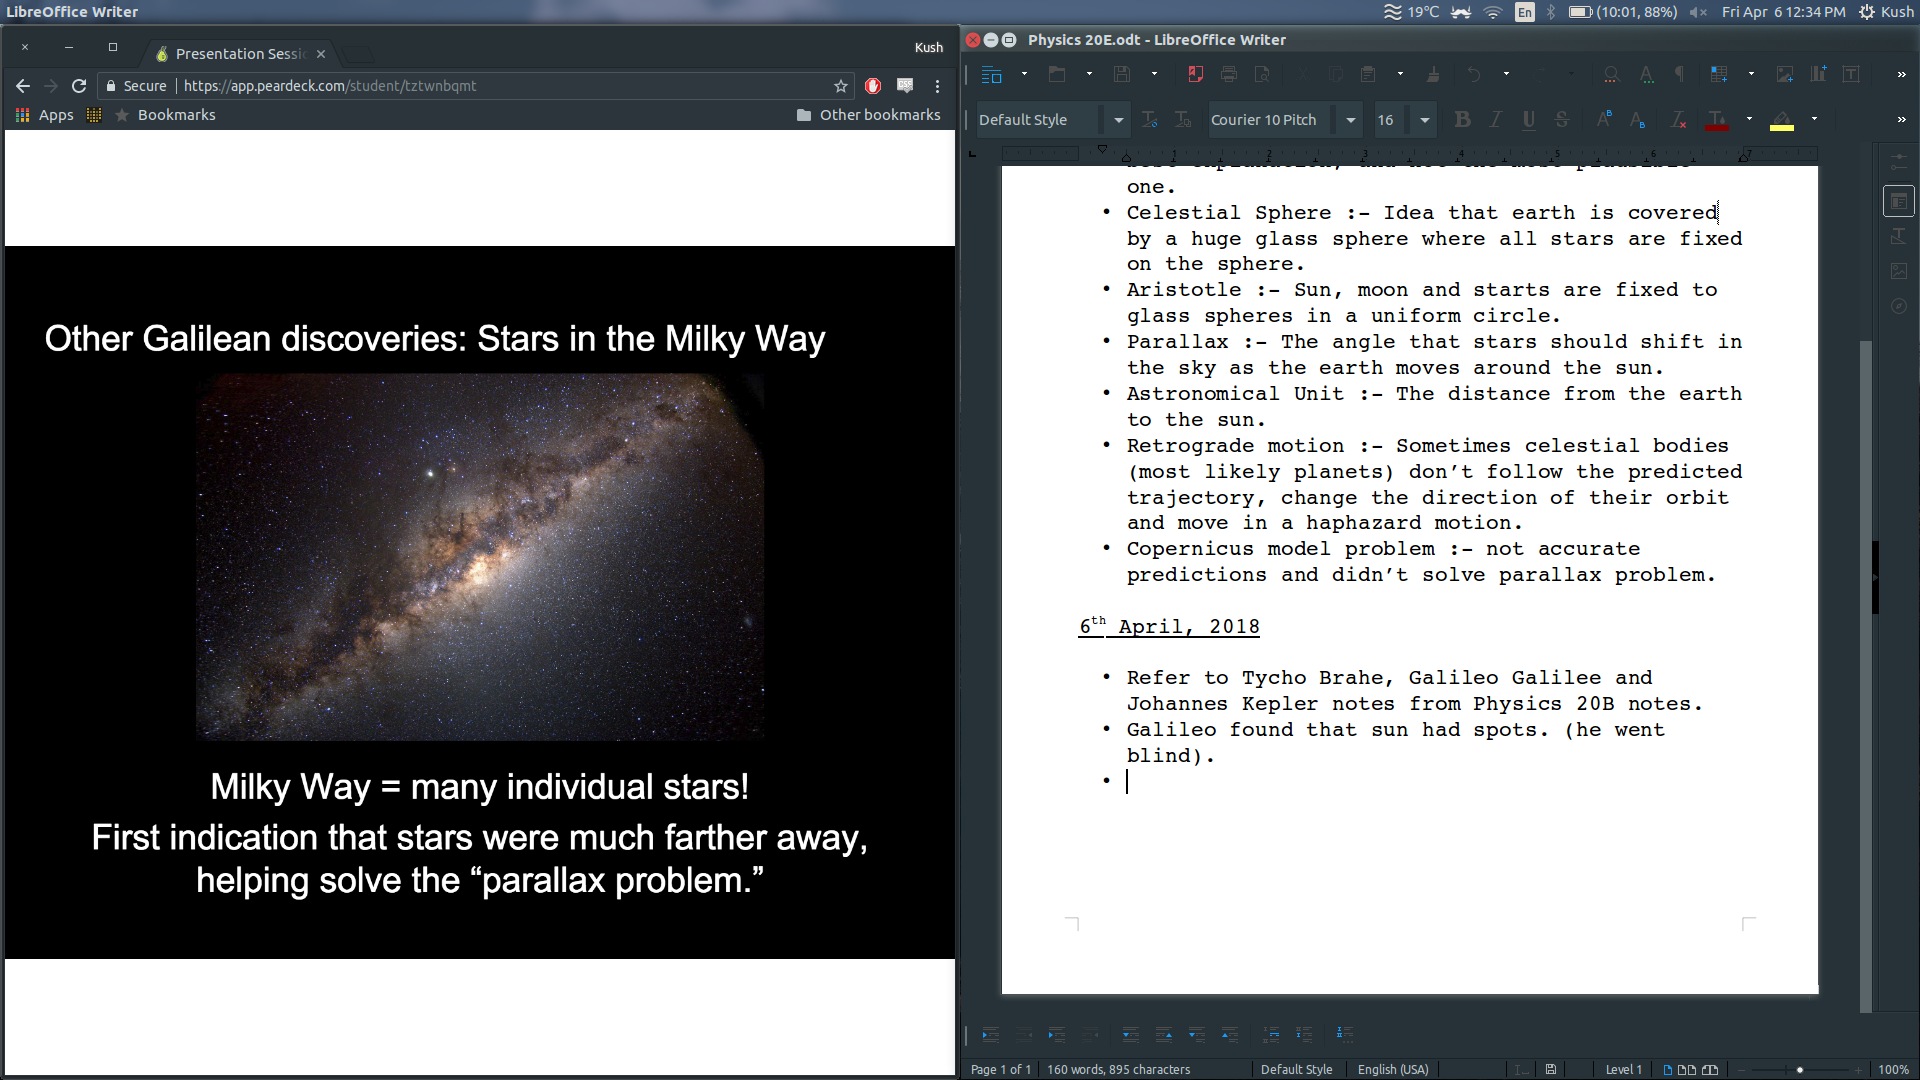 LibreOffice Writer
19°C
En
(10:01, 88%)
Fri Apr 6 12:34 PM
Kush
Presentation Sessi
Kush
Secure
https://app.peardeck.com/student/tztwnbqmt
Apps
Bookmarks
Other bookmarks
Other Galilean discoveries: Stars in the Milky Way
Milky Way = many individual stars!
First indication that stars were much farther away,
helping solve the “parallax problem.”
Physics 20E.odt - LibreOffice Writer
Default Style
Courier 10 Pitch
16
1 2 3 4 5 6 7
one.
• Celestial Sphere :- Idea that earth is covered
by a huge glass sphere where all stars are fixed
on the sphere.
• Aristotle :- Sun, moon and starts are fixed to
glass spheres in a uniform circle.
• Parallax :- The angle that stars should shift in
the sky as the earth moves around the sun.
• Astronomical Unit :- The distance from the earth
to the sun.
• Retrograde motion :- Sometimes celestial bodies
(most likely planets) don’t follow the predicted
trajectory, change the direction of their orbit
and move in a haphazard motion.
• Copernicus model problem :- not accurate
predictions and didn’t solve parallax problem.
6th April, 2018
• Refer to Tycho Brahe, Galileo Galilee and
Johannes Kepler notes from Physics 20B notes.
• Galileo found that sun had spots. (he went
blind).
•
Page 1 of 1
160 words, 895 characters
Default Style
English (USA)
Level 1
100%